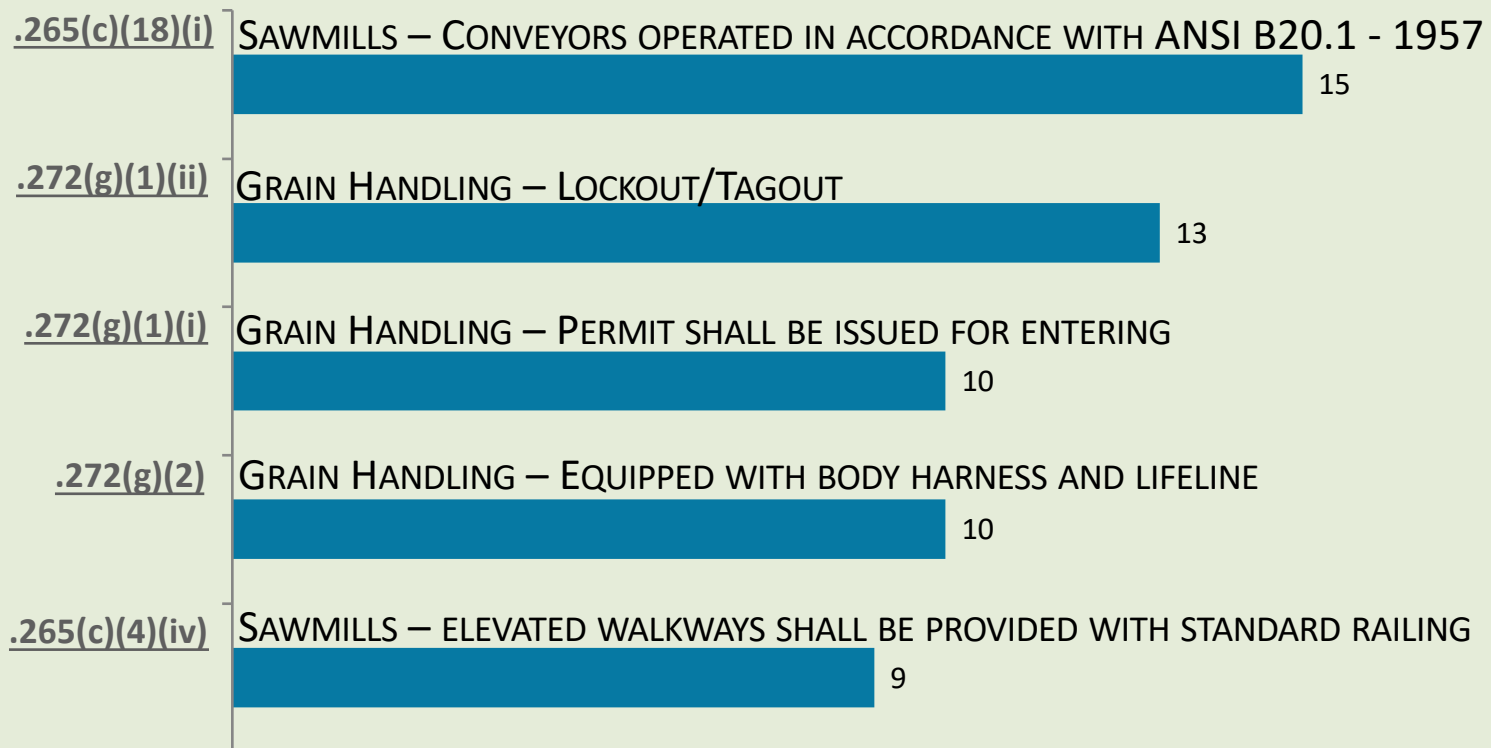 .265(c)(18)(i) SAWMILLS – CONVEYORS OPERATED IN ACCORDANCE WITH ANSI B20.1 - 1957
15
.272(g)(1)(ii) GRAIN HANDLING – LOCKOUT/TAGOUT
13
.272(g)(1)(i) GRAIN HANDLING – PERMIT SHALL BE ISSUED FOR ENTERING
10
.272(g)(2) GRAIN HANDLING – EQUIPPED WITH BODY HARNESS AND LIFELINE
10
.265(c)(4)(iv) SAWMILLS – ELEVATED WALKWAYS SHALL BE PROVIDED WITH STANDARD RAILING
9